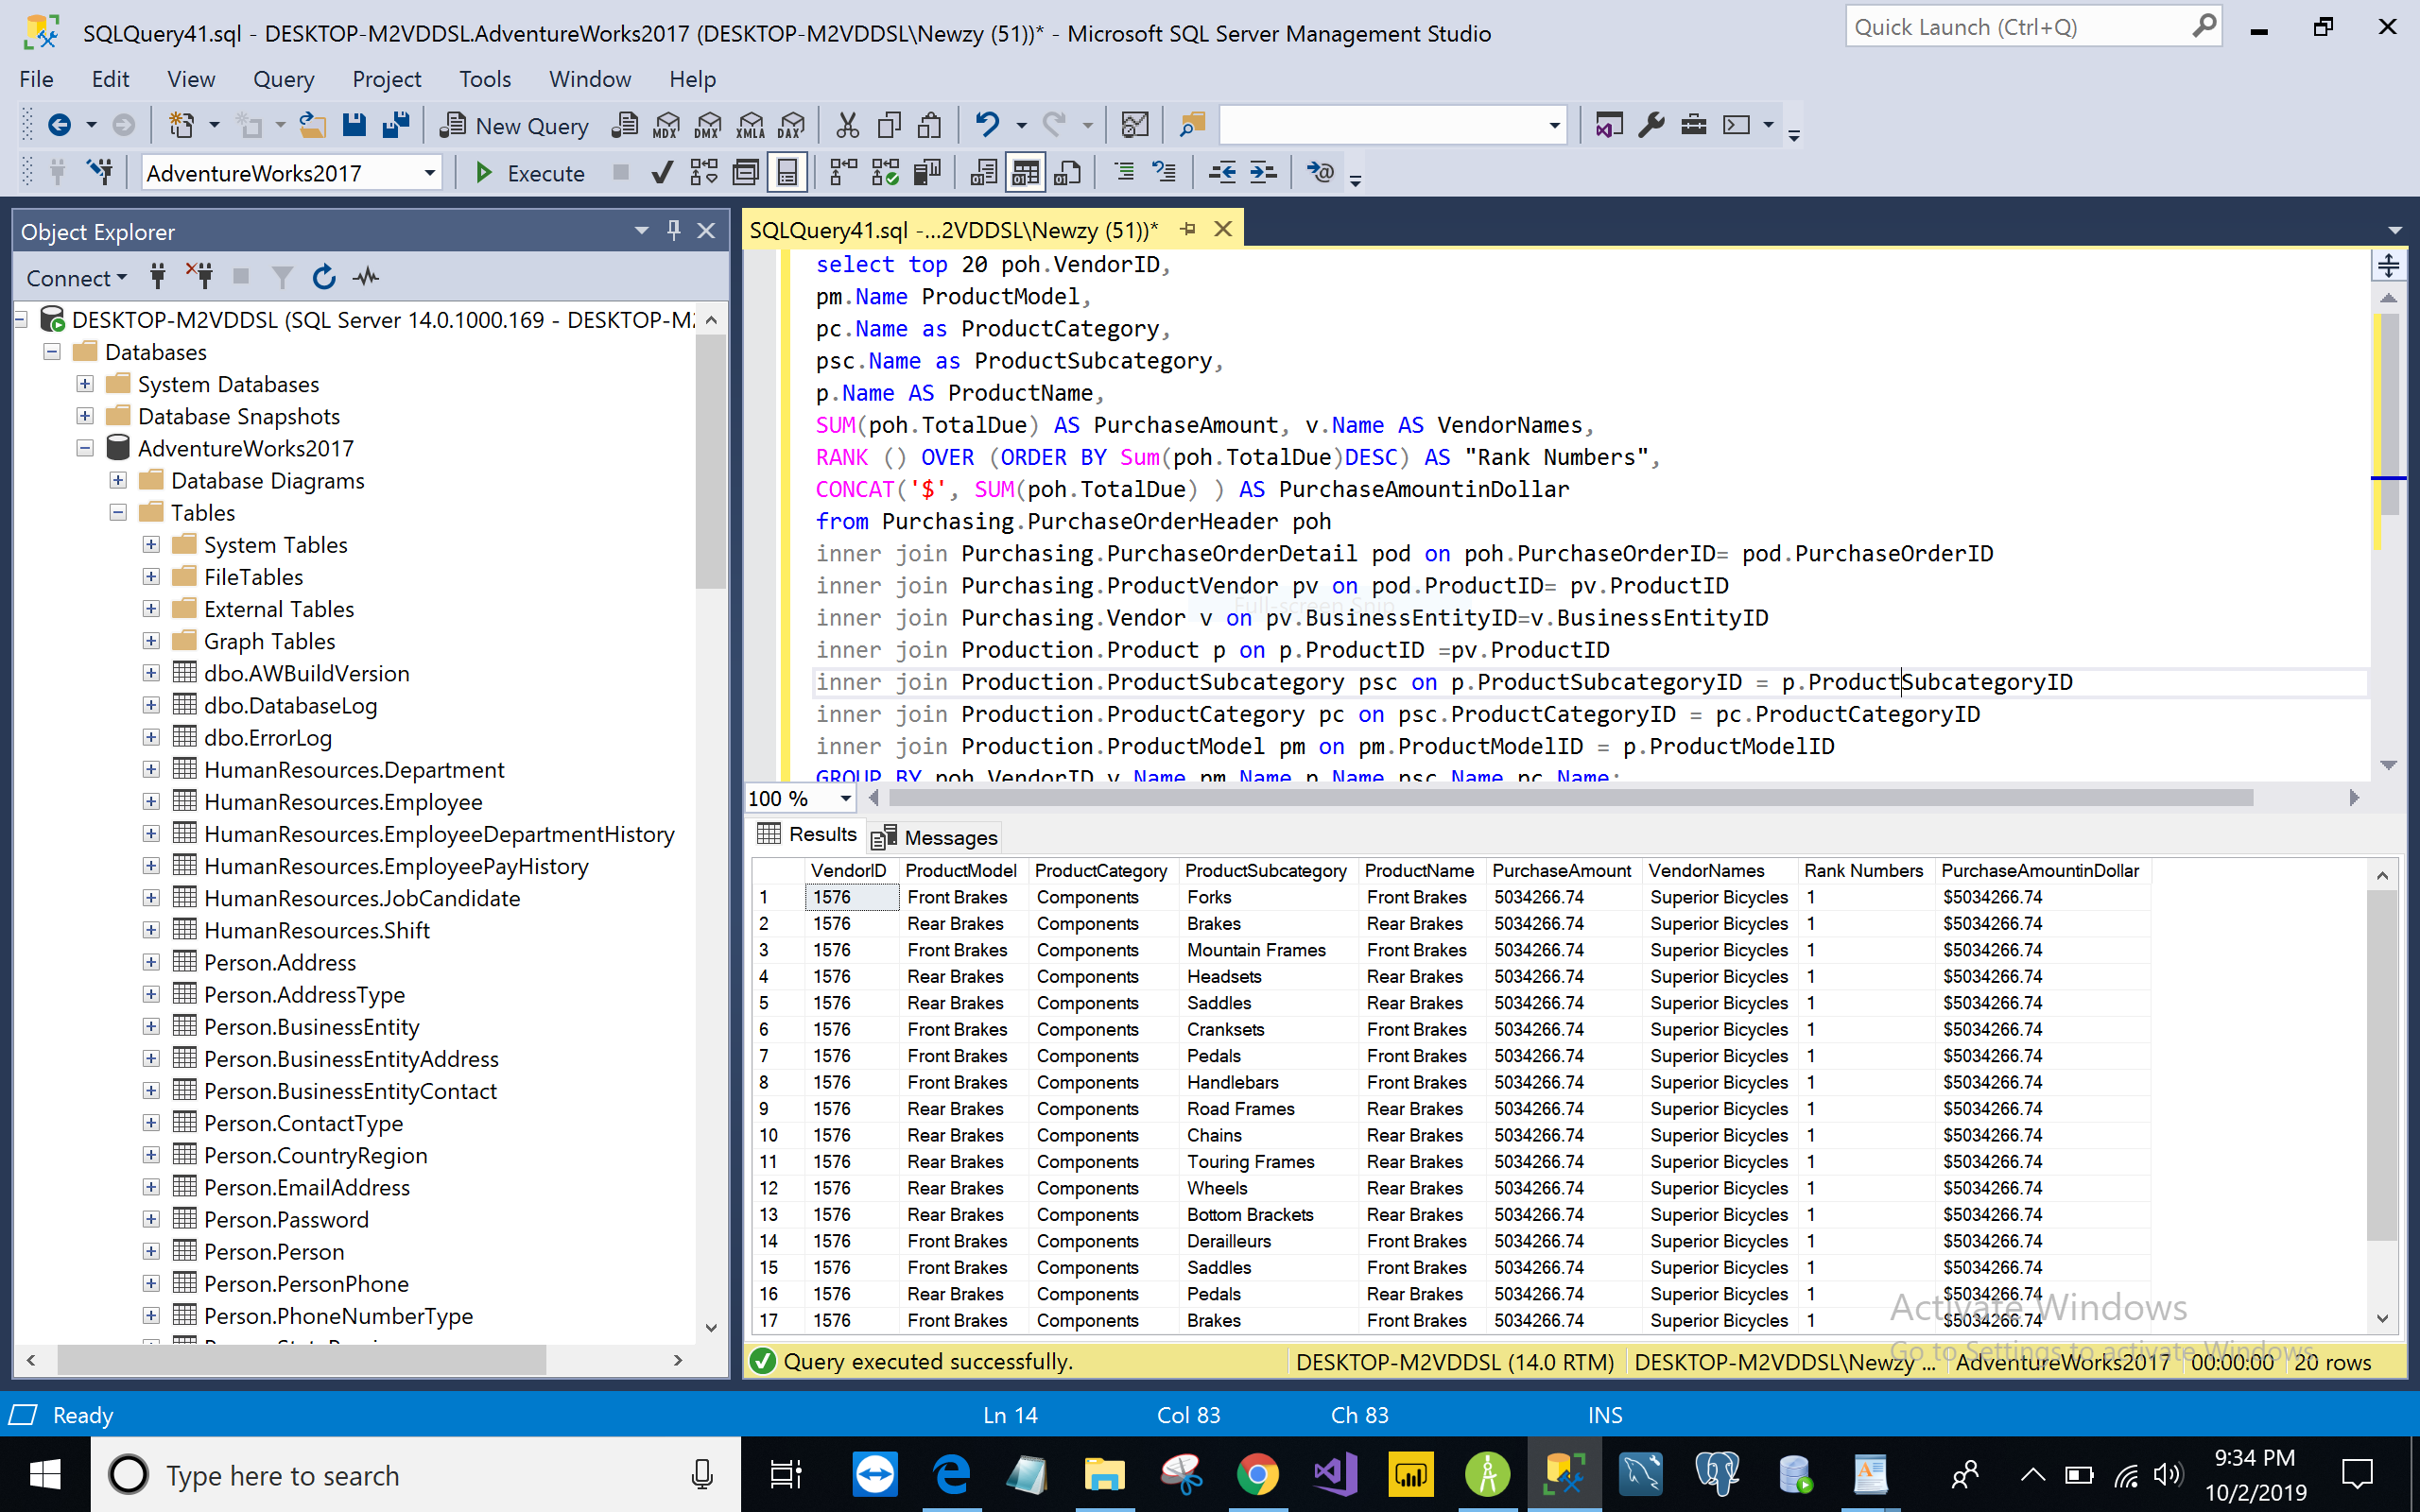 SQLQuery41.sql - DESKTOP-M2VDDSL.AdventureWorks2017 (DESKTOP-M2VDDSL\Newzy (51))* - Microsoft SQL Server Management Studio
Quick Launch (Ctrl+Q)
File Edit View Query Project Tools Window Help
New Query MDX DMX XMLA DAX
AdventureWorks2017 Execute
Object Explorer
Connect
DESKTOP-M2VDDSL (SQL Server 14.0.1000.169 - DESKTOP-M
Databases
System Databases
Database Snapshots
AdventureWorks2017
Database Diagrams
Tables
System Tables
FileTables
External Tables
Graph Tables
dbo.AWBuildVersion
dbo.DatabaseLog
dbo.ErrorLog
HumanResources.Department
HumanResources.Employee
HumanResources.EmployeeDepartmentHistory
HumanResources.EmployeePayHistory
HumanResources.JobCandidate
HumanResources.Shift
Person.Address
Person.AddressType
Person.BusinessEntity
Person.BusinessEntityAddress
Person.BusinessEntityContact
Person.ContactType
Person.CountryRegion
Person.EmailAddress
Person.Password
Person.Person
Person.PersonPhone
Person.PhoneNumberType
SQLQuery41.sql -...2VDDSL\Newzy (51))*
select top 20 poh.VendorID,
pm.Name ProductModel,
pc.Name as ProductCategory,
psc.Name as ProductSubcategory,
p.Name AS ProductName,
SUM(poh.TotalDue) AS PurchaseAmount, v.Name AS VendorNames,
RANK () OVER (ORDER BY Sum(poh.TotalDue)DESC) AS "Rank Numbers",
CONCAT('$', SUM(poh.TotalDue) ) AS PurchaseAmountinDollar
from Purchasing.PurchaseOrderHeader poh
inner join Purchasing.PurchaseOrderDetail pod on poh.PurchaseOrderID= pod.PurchaseOrderID
inner join Purchasing.ProductVendor pv on pod.ProductID= pv.ProductID
Full-screen Snip
inner join Purchasing.Vendor v on pv.BusinessEntityID=v.BusinessEntityID
inner join Production.Product p on p.ProductID =pv.ProductID
inner join Production.ProductSubcategory psc on p.ProductSubcategoryID = p.ProductSubcategoryID
inner join Production.ProductCategory pc on psc.ProductCategoryID = pc.ProductCategoryID
inner join Production.ProductModel pm on pm.ProductModelID = p.ProductModelID
GROUP BY poh.VendorID,v.Name,pm.Name,p.Name,psc.Name,pc.Name;
100 %
Results Messages
VendorID ProductModel ProductCategory ProductSubcategory ProductName PurchaseAmount VendorNames Rank Numbers PurchaseAmountinDollar
1 1576 Front Brakes Components Forks Front Brakes 5034266.74 Superior Bicycles 1 $5034266.74
2 1576 Rear Brakes Components Brakes Rear Brakes 5034266.74 Superior Bicycles 1 $5034266.74
3 1576 Front Brakes Components Mountain Frames Front Brakes 5034266.74 Superior Bicycles 1 $5034266.74
4 1576 Rear Brakes Components Headsets Rear Brakes 5034266.74 Superior Bicycles 1 $5034266.74
5 1576 Rear Brakes Components Saddles Rear Brakes 5034266.74 Superior Bicycles 1 $5034266.74
6 1576 Front Brakes Components Cranksets Front Brakes 5034266.74 Superior Bicycles 1 $5034266.74
7 1576 Front Brakes Components Pedals Front Brakes 5034266.74 Superior Bicycles 1 $5034266.74
8 1576 Front Brakes Components Handlebars Front Brakes 5034266.74 Superior Bicycles 1 $5034266.74
9 1576 Rear Brakes Components Road Frames Rear Brakes 5034266.74 Superior Bicycles 1 $5034266.74
10 1576 Rear Brakes Components Chains Rear Brakes 5034266.74 Superior Bicycles 1 $5034266.74
11 1576 Rear Brakes Components Touring Frames Rear Brakes 5034266.74 Superior Bicycles 1 $5034266.74
12 1576 Rear Brakes Components Wheels Rear Brakes 5034266.74 Superior Bicycles 1 $5034266.74
13 1576 Rear Brakes Components Bottom Brackets Rear Brakes 5034266.74 Superior Bicycles 1 $5034266.74
14 1576 Front Brakes Components Derailleurs Front Brakes 5034266.74 Superior Bicycles 1 $5034266.74
15 1576 Front Brakes Components Saddles Front Brakes 5034266.74 Superior Bicycles 1 $5034266.74
16 1576 Rear Brakes Components Pedals Rear Brakes 5034266.74 Superior Bicycles 1 $5034266.74
17 1576 Front Brakes Components Brakes Front Brakes 5034266.74 Superior Bicycles 1 $5034266.74
Activate Windows
Go to Settings to activate Windows.
Query executed successfully. DESKTOP-M2VDDSL (14.0 RTM) DESKTOP-M2VDDSL\Newzy ... AdventureWorks2017 00:00:00 20 rows
Ready Ln 14 Col 83 Ch 83 INS
Type here to search
9:34 PM
10/2/2019